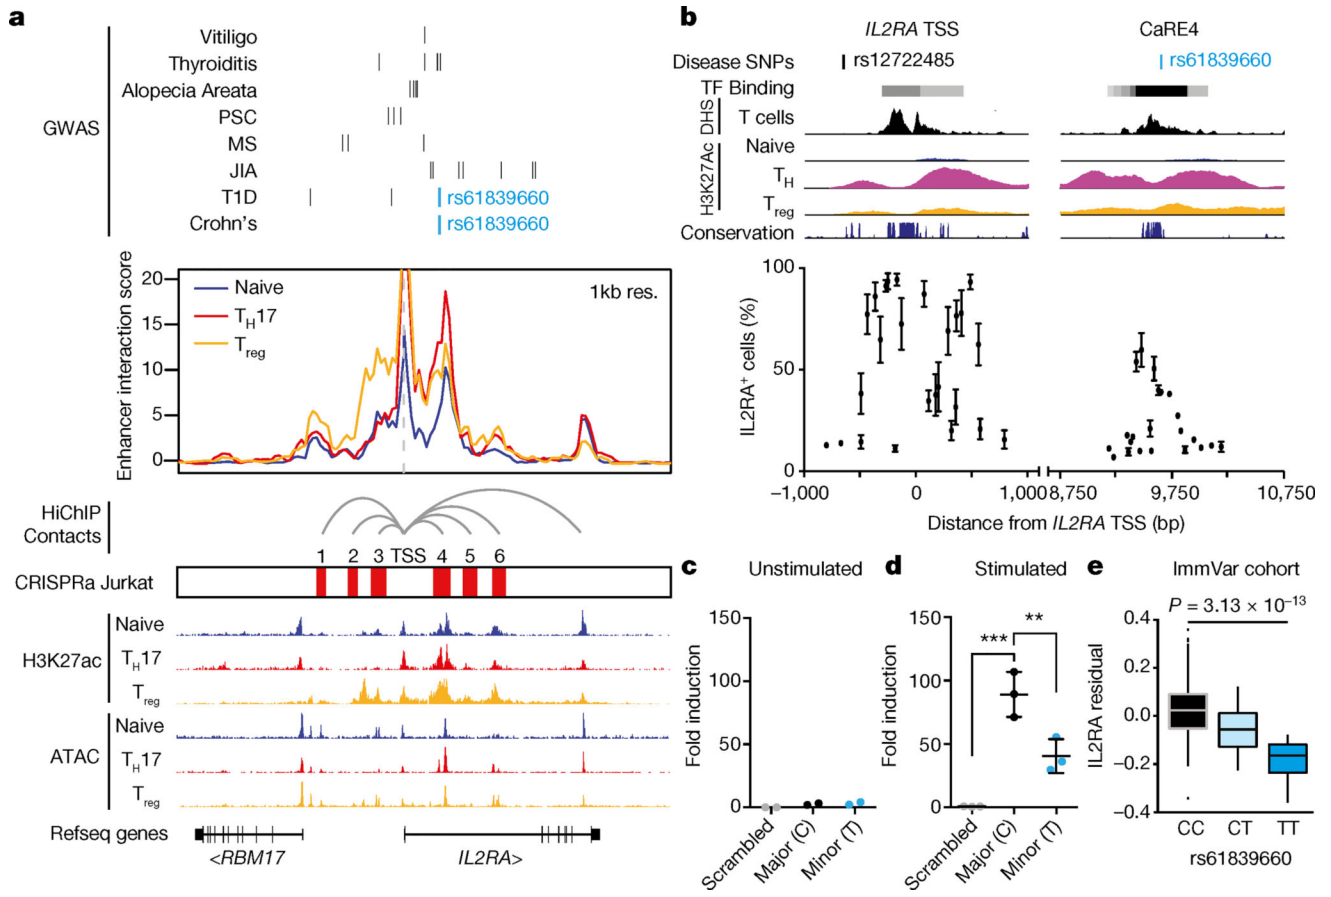 a
GWAS
Vitiligo
Thyroiditis
Alopecia Areata
PSC
MS
JIA
T1D
rs61839660
Crohn's
rs61839660
Enhancer interaction score
20
15
10
5
0
Naive
TH17
Treg
1kb res.
HiChIP
Contacts
1 2 3 TSS 4 5 6
CRISPRa Jurkat
H3K27ac
Naive
TH17
Treg
ATAC
Naive
TH17
Treg
Refseq genes
<RBM17
IL2RA>
b
IL2RA TSS
CaRE4
Disease SNPs
rs12722485
rs61839660
TF Binding
DHS
T cells
H3K27Ac
Naive
TH
Treg
Conservation
IL2RA+ cells (%)
100
50
0
−1,000 0 1,000 8,750 9,750 10,750
Distance from IL2RA TSS (bp)
c
Unstimulated
Fold induction
150
100
50
0
Scrambled
Major (C)
Minor (T)
d
Stimulated
Fold induction
150
100
50
0
***
**
Scrambled
Major (C)
Minor (T)
e
ImmVar cohort
P = 3.13 × 10−13
IL2RA residual
0.4
0.2
0.0
−0.2
−0.4
CC CT TT
rs61839660